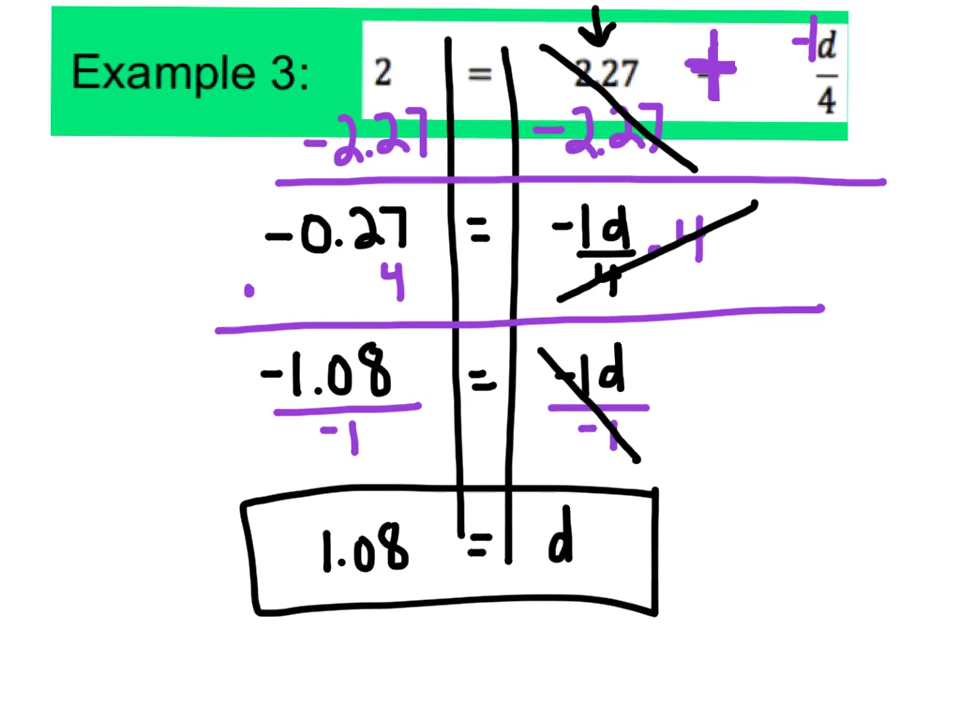 Example 3: 2 = 2.27 + -1d/4
-2.27 -2.27
-0.27 = -1d/4 · 4
· 4
-1.08 = -1d
-1 -1
1.08 = d